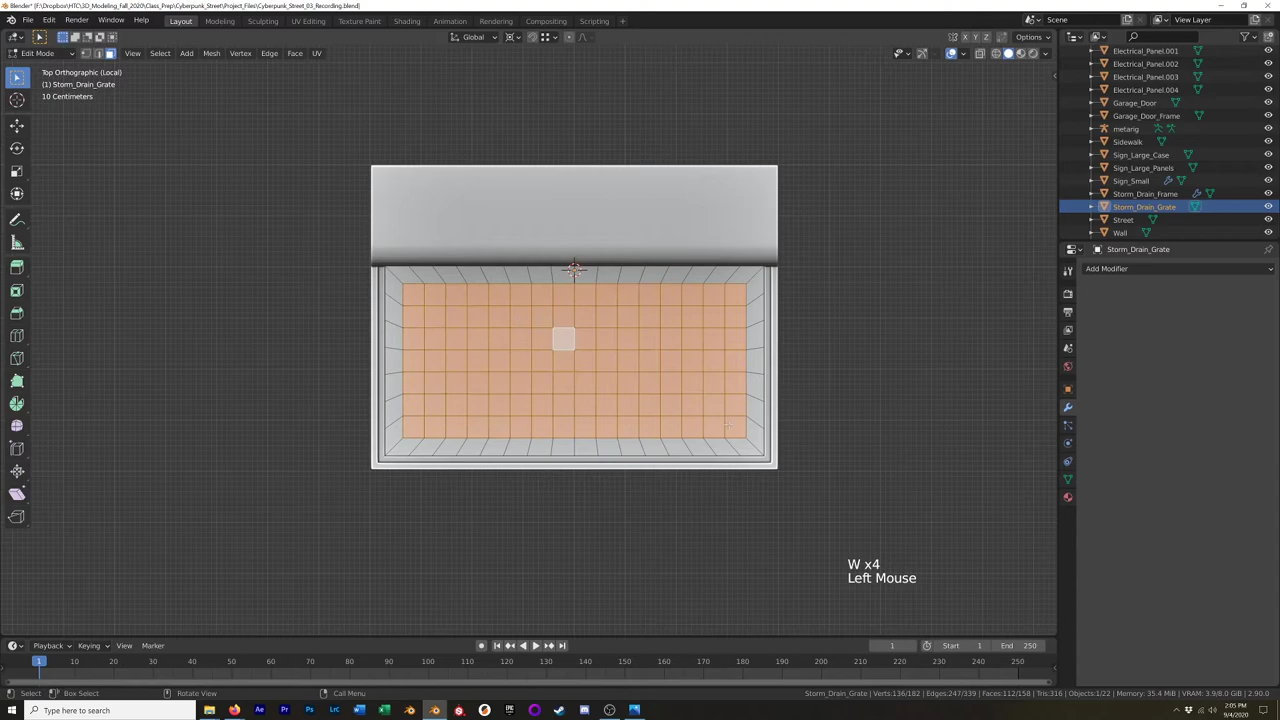 Blender* [D:\Dropbox\HTC\3D_Modeling_Fall_2020\Class_Prep\Cyberpunk_Street\Project_Files\Cyberpunk_Street_03_Recording.blend]
File Edit Render Window Help Layout Modeling Sculpting UV Editing Texture Paint Shading Animation Rendering Compositing Scripting + Scene View Layer
Global X Y Z Options
Edit Mode View Select Add Mesh Vertex Edge Face UV
Top Orthographic (Local)
(1) Storm_Drain_Grate
10 Centimeters
Electrical_Panel.001
Electrical_Panel.002
Electrical_Panel.003
Electrical_Panel.004
Garage_Door
Garage_Door_Frame
metarig
Sidewalk
Sign_Large_Case
Sign_Large_Panels
Sign_Small
Storm_Drain_Frame
Storm_Drain_Grate
Street
Wall
Storm_Drain_Grate
Add Modifier
W x4
Left Mouse
Playback Keying View Marker 1 Start 1 End 250
1 10 20 30 40 50 60 70 80 90 100 110 120 130 140 150 160 170 180 190 200 210 220 230 240 250
Select Box Select Rotate View Call Menu Storm_Drain_Grate | Verts:136/182 | Edges:247/339 | Faces:112/158 | Tris:316 | Objects:1/22 | Memory: 35.4 MiB | VRAM: 3.9/8.0 GiB | 2.90.0
Type here to search
2:05 PM
9/4/2020